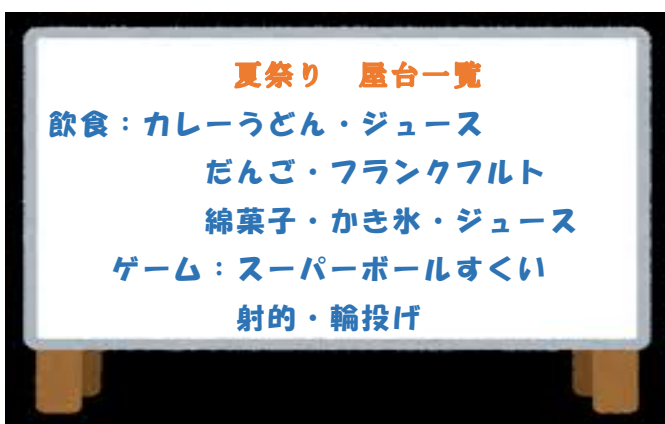 夏祭り　屋台一覧
飲食：カレーうどん・ジュース
だんご・フランクフルト
綿菓子・かき氷・ジュース
ゲーム：スーパーボールすくい
射的・輪投げ